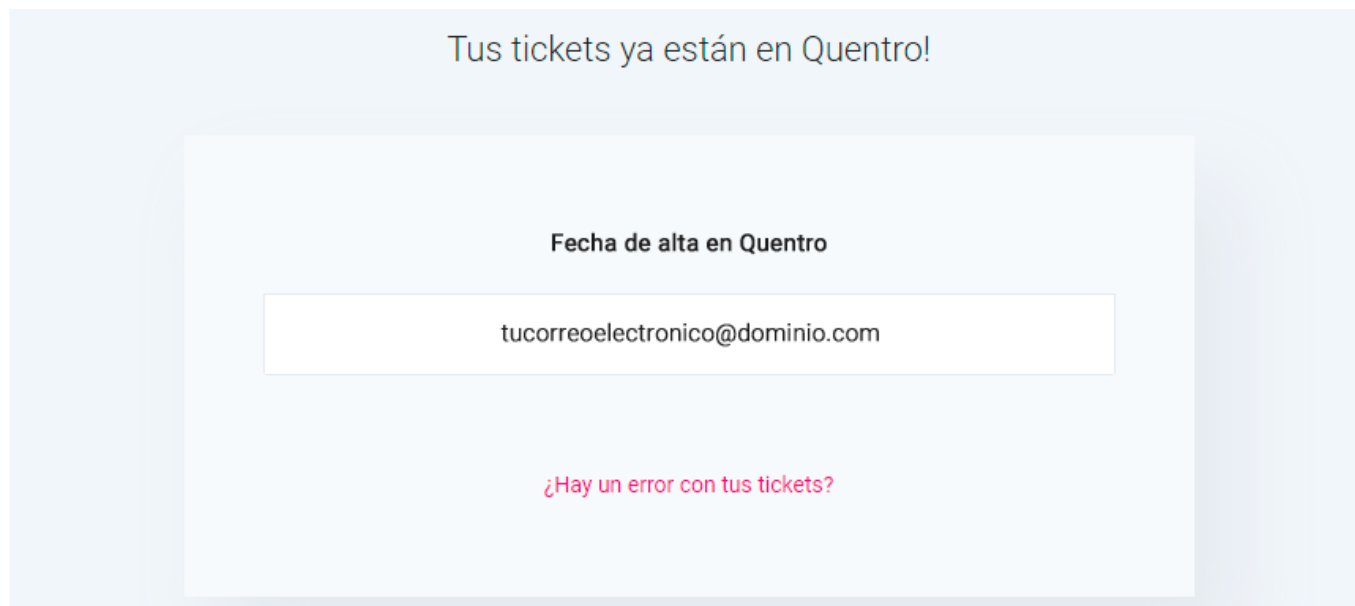 Tus tickets ya están en Quentro!
Fecha de alta en Quentro
tucorreoelectronico@dominio.com
¿Hay un error con tus tickets?